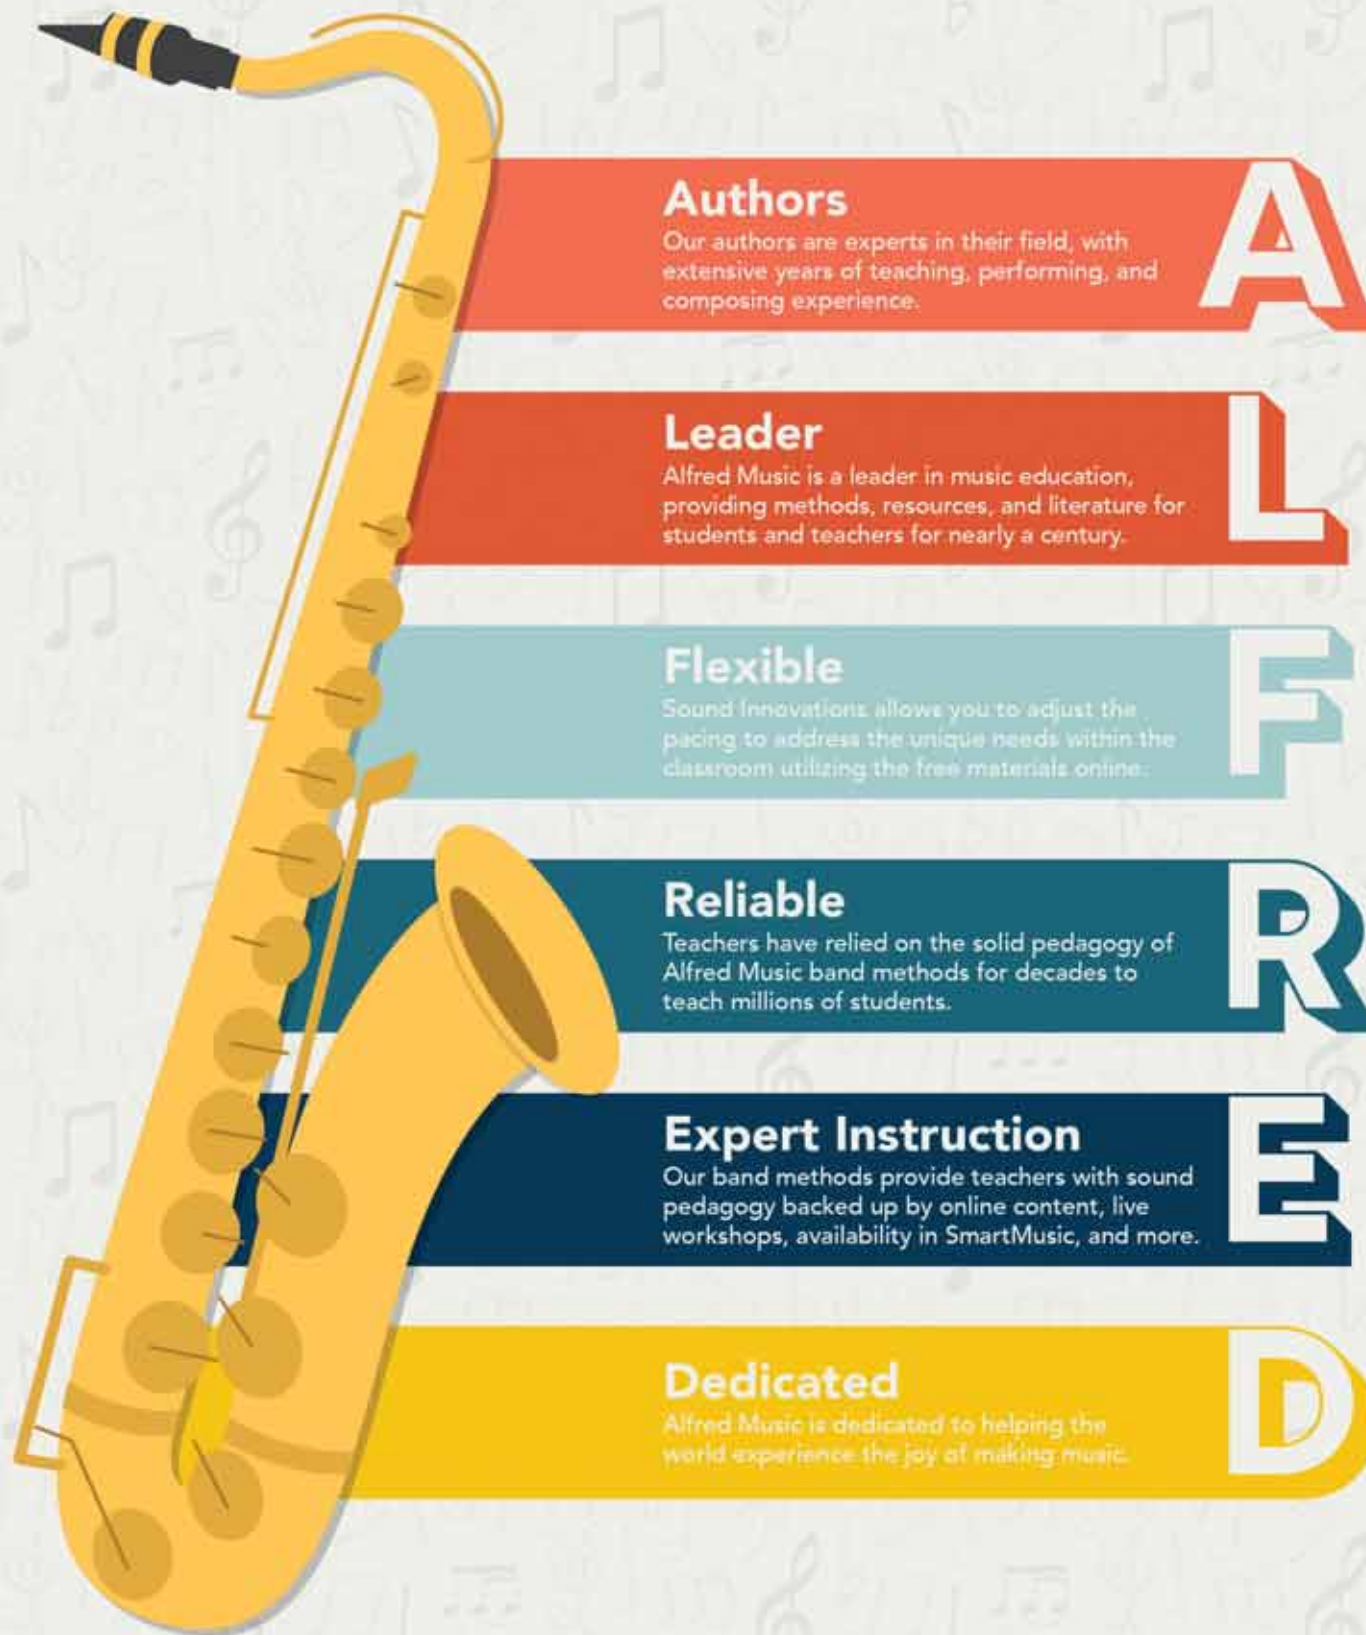 Authors
Our authors are experts in their field, with
extensive years of teaching, performing, and
composing experience.
A
Leader
Alfred Music is a leader in music education,
providing methods, resources, and literature for
students and teachers for nearly a century.
L
Flexible
Sound Innovations allows you to adjust the
pacing to address the unique needs within the
classroom utilizing the free materials online.
F
Reliable
Teachers have relied on the solid pedagogy of
Alfred Music band methods for decades to
teach millions of students.
R
Expert Instruction
Our band methods provide teachers with sound
pedagogy backed up by online content, live
workshops, availability in SmartMusic, and more.
E
Dedicated
Alfred Music is dedicated to helping the
world experience the joy of making music.
D